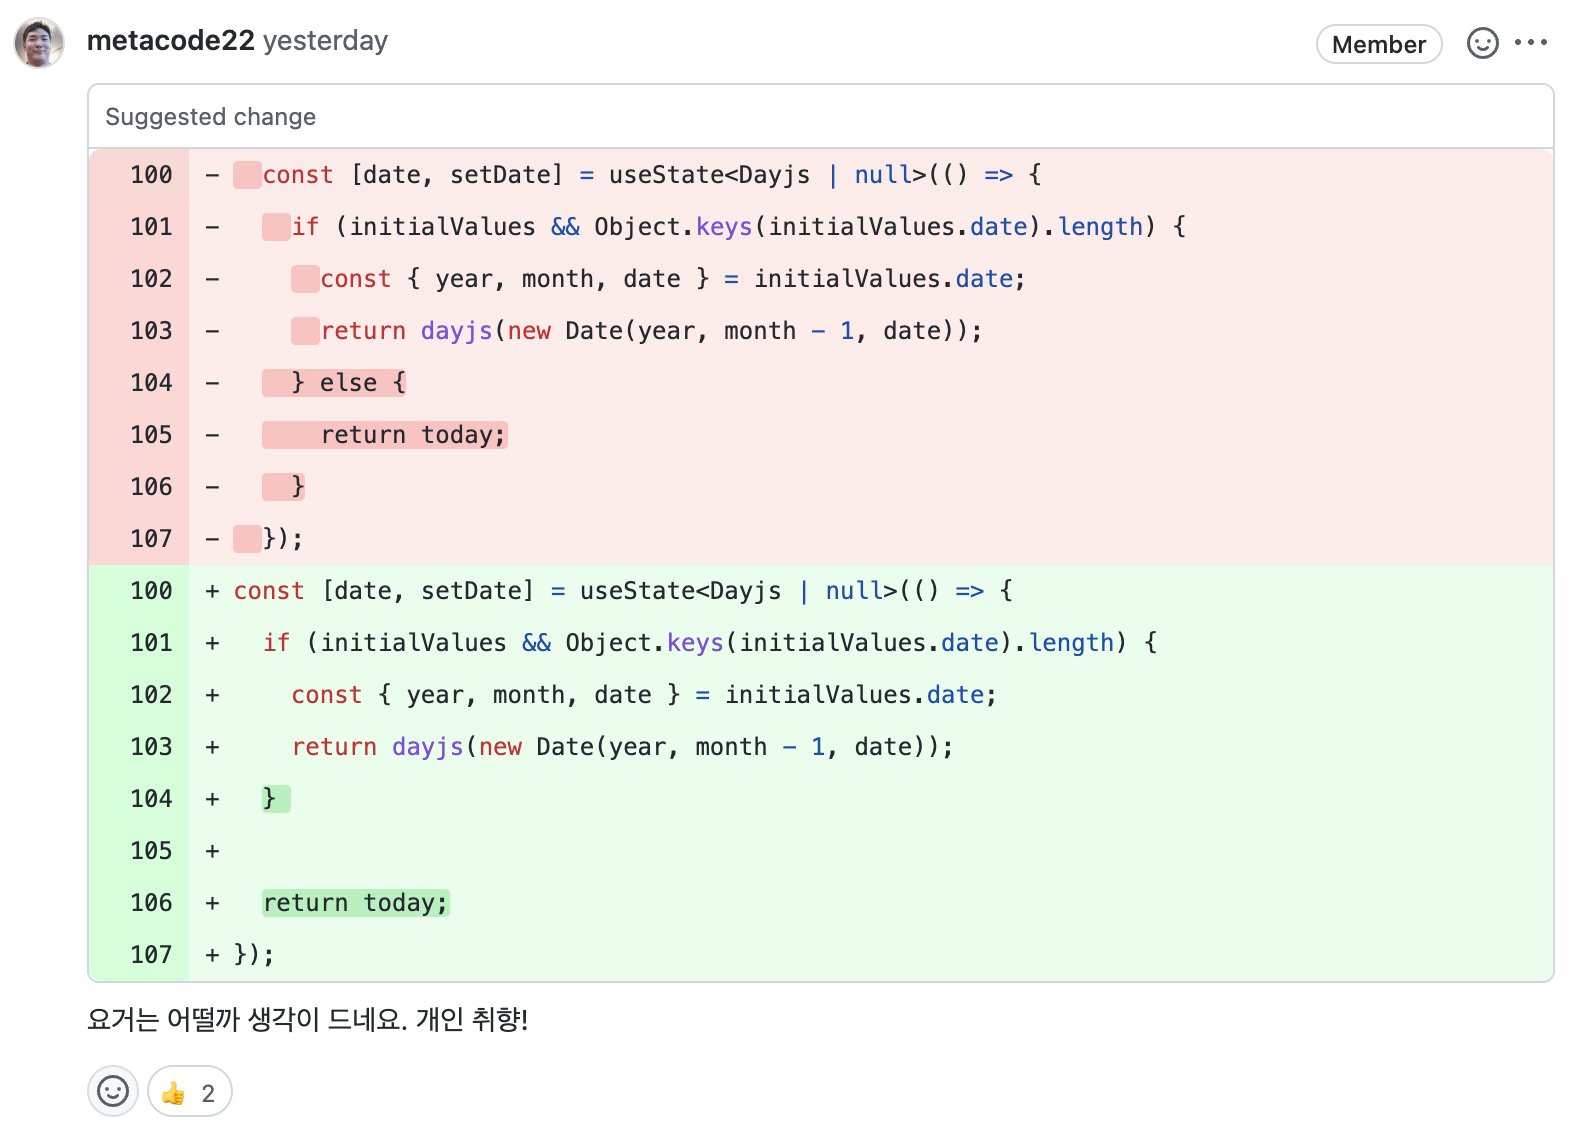 metacode22 yesterday
Member
Suggested change
100 - const [date, setDate] = useState<Dayjs | null>(() => {
101 - if (initialValues && Object.keys(initialValues.date).length) {
102 - const { year, month, date } = initialValues.date;
103 - return dayjs(new Date(year, month - 1, date));
104 - } else {
105 - return today;
106 - }
107 - });
100 + const [date, setDate] = useState<Dayjs | null>(() => {
101 + if (initialValues && Object.keys(initialValues.date).length) {
102 + const { year, month, date } = initialValues.date;
103 + return dayjs(new Date(year, month - 1, date));
104 + }
105 +
106 + return today;
107 + });
요거는 어떨까 생각이 드네요. 개인 취향!
👍 2